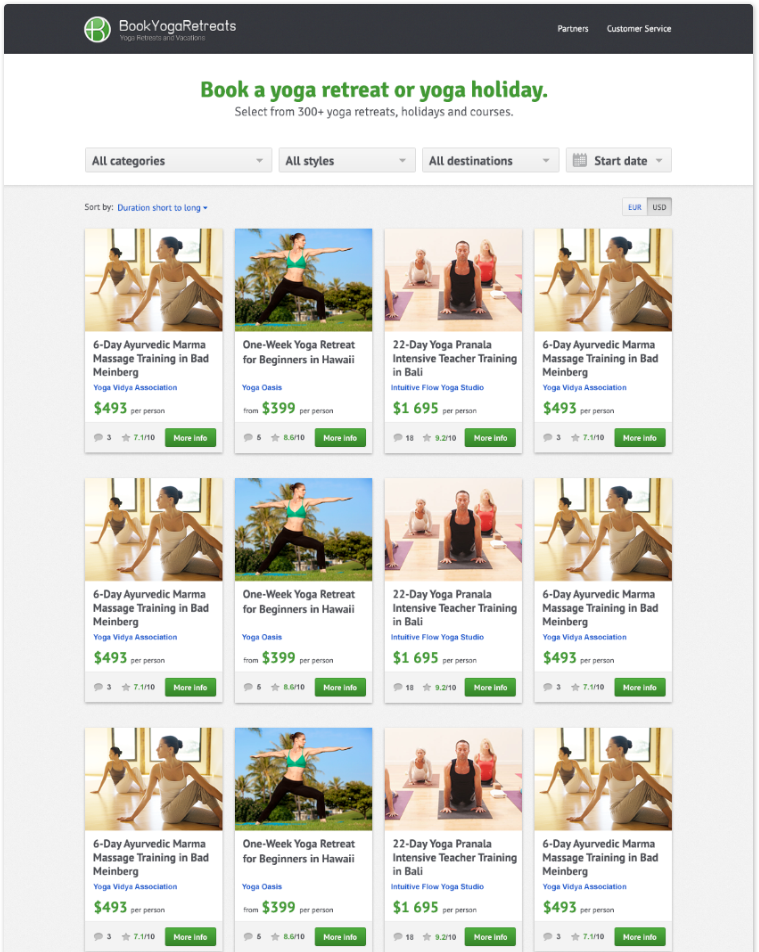 BookYogaRetreats
Yoga Retreats and Vacations
Partners Customer Service
Book a yoga retreat or yoga holiday.
Select from 300+ yoga retreats, holidays and courses.
All categories All styles All destinations Start date
Sort by: Duration short to long EUR USD
6-Day Ayurvedic Marma
Massage Training in Bad
Meinberg
Yoga Vidya Association
$493 per person
3 7.1/10 More info
One-Week Yoga Retreat
for Beginners in Hawaii
Yoga Oasis
from $399 per person
5 8.6/10 More info
22-Day Yoga Pranala
Intensive Teacher Training
in Bali
Intuitive Flow Yoga Studio
$1 695 per person
18 9.2/10 More info
6-Day Ayurvedic Marma
Massage Training in Bad
Meinberg
Yoga Vidya Association
$493 per person
3 7.1/10 More info
6-Day Ayurvedic Marma
Massage Training in Bad
Meinberg
Yoga Vidya Association
$493 per person
3 7.1/10 More info
One-Week Yoga Retreat
for Beginners in Hawaii
Yoga Oasis
from $399 per person
5 8.6/10 More info
22-Day Yoga Pranala
Intensive Teacher Training
in Bali
Intuitive Flow Yoga Studio
$1 695 per person
18 9.2/10 More info
6-Day Ayurvedic Marma
Massage Training in Bad
Meinberg
Yoga Vidya Association
$493 per person
3 7.1/10 More info
6-Day Ayurvedic Marma
Massage Training in Bad
Meinberg
Yoga Vidya Association
$493 per person
3 7.1/10 More info
One-Week Yoga Retreat
for Beginners in Hawaii
Yoga Oasis
from $399 per person
5 8.6/10 More info
22-Day Yoga Pranala
Intensive Teacher Training
in Bali
Intuitive Flow Yoga Studio
$1 695 per person
18 9.2/10 More info
6-Day Ayurvedic Marma
Massage Training in Bad
Meinberg
Yoga Vidya Association
$493 per person
3 7.1/10 More info